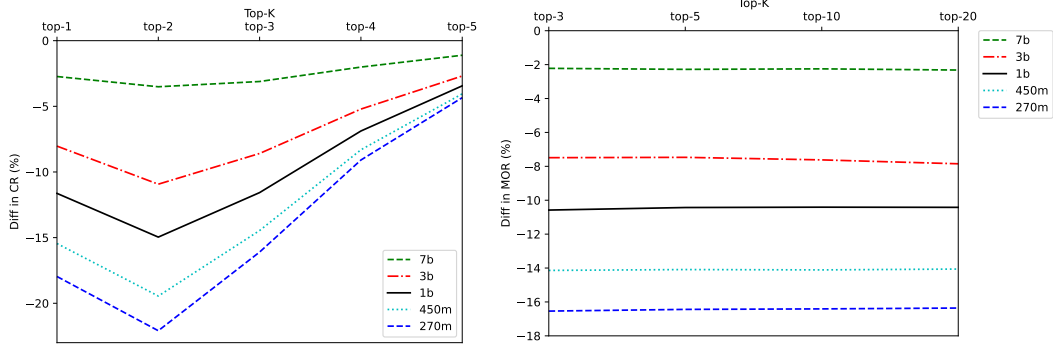 Top-K
top-1 top-2 top-3 top-4 top-5
0
−5
−10
−15
−20
Diff in CR (%)
7b
3b
1b
450m
270m
Top-K
top-3 top-5 top-10 top-20
0
−2
−4
−6
−8
−10
−12
−14
−16
−18
Diff in MOR (%)
7b
3b
1b
450m
270m